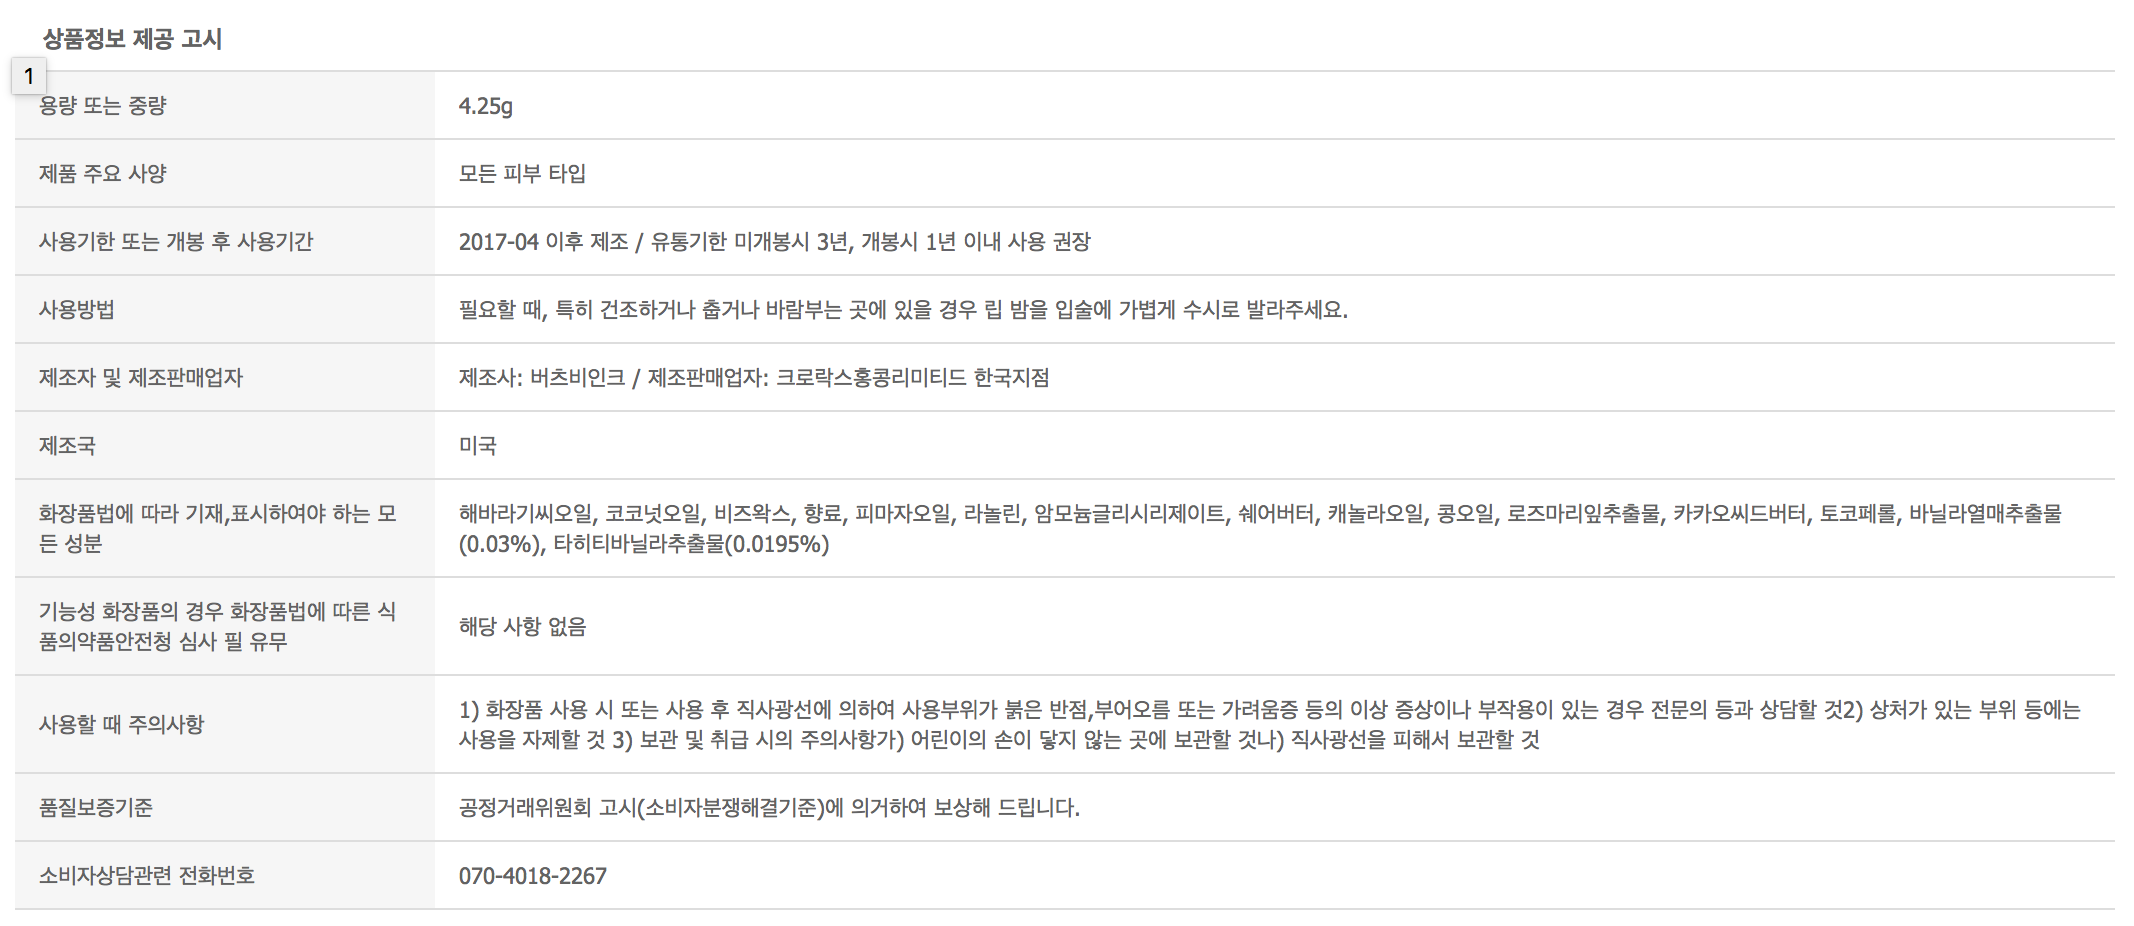 상품정보 제공 고시
1
용량 또는 중량
4.25g
제품 주요 사양
모든 피부 타입
사용기한 또는 개봉 후 사용기간
2017-04 이후 제조 / 유통기한 미개봉시 3년, 개봉시 1년 이내 사용 권장
사용방법
필요할 때, 특히 건조하거나 춥거나 바람부는 곳에 있을 경우 립 밤을 입술에 가볍게 수시로 발라주세요.
제조자 및 제조판매업자
제조사: 버츠비인크 / 제조판매업자: 크로락스홍콩리미티드 한국지점
제조국
미국
화장품법에 따라 기재,표시하여야 하는 모
든 성분
해바라기씨오일, 코코넛오일, 비즈왁스, 향료, 피마자오일, 라놀린, 암모늄글리시리제이트, 쉐어버터, 캐놀라오일, 콩오일, 로즈마리잎추출물, 카카오씨드버터, 토코페롤, 바닐라열매추출물
(0.03%), 타히티바닐라추출물(0.0195%)
기능성 화장품의 경우 화장품법에 따른 식
품의약품안전청 심사 필 유무
해당 사항 없음
사용할 때 주의사항
1) 화장품 사용 시 또는 사용 후 직사광선에 의하여 사용부위가 붉은 반점,부어오름 또는 가려움증 등의 이상 증상이나 부작용이 있는 경우 전문의 등과 상담할 것2) 상처가 있는 부위 등에는
사용을 자제할 것 3) 보관 및 취급 시의 주의사항가) 어린이의 손이 닿지 않는 곳에 보관할 것나) 직사광선을 피해서 보관할 것
품질보증기준
공정거래위원회 고시(소비자분쟁해결기준)에 의거하여 보상해 드립니다.
소비자상담관련 전화번호
070-4018-2267